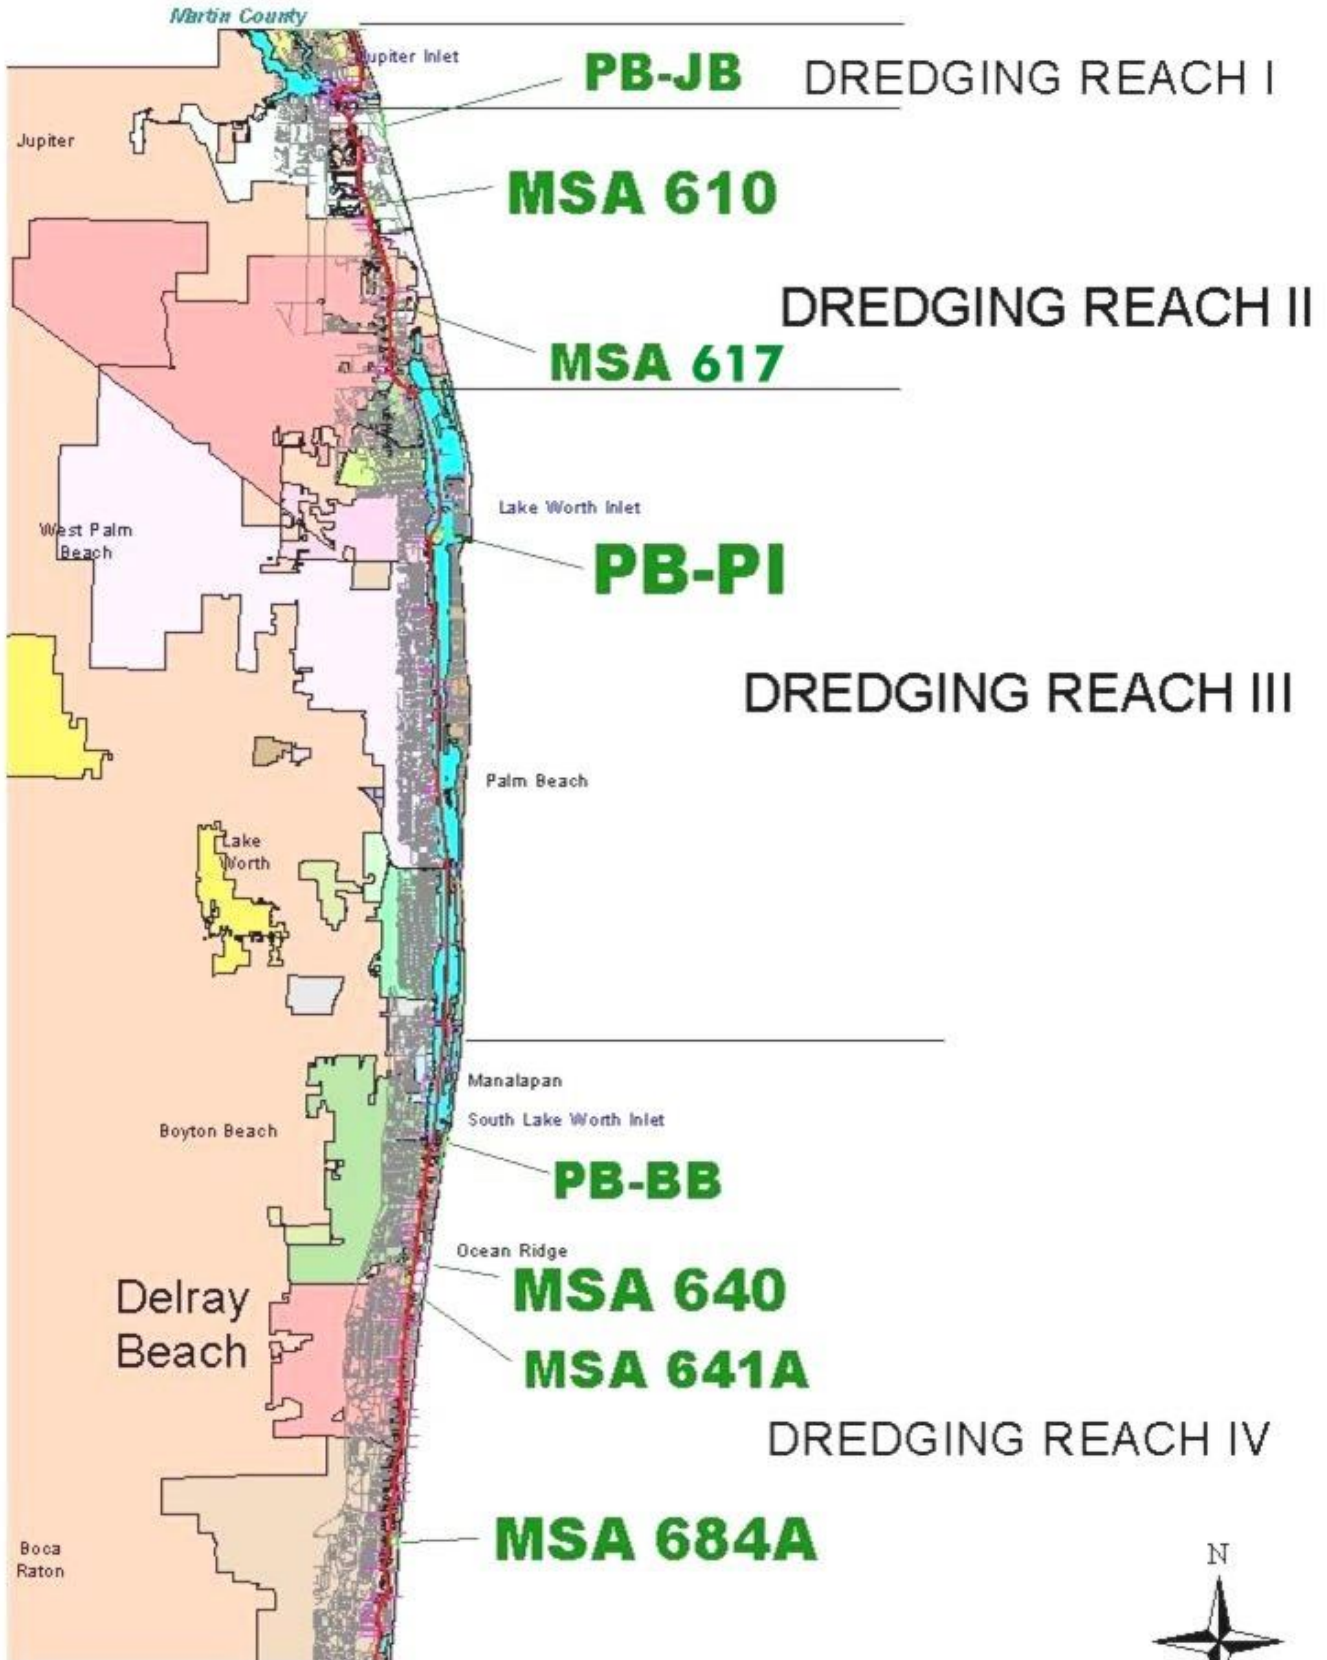 Martin County
Jupiter Inlet
PB-JB
DREDGING REACH I
Jupiter
MSA 610
DREDGING REACH II
MSA 617
Lake Worth Inlet
West Palm
Beach
PB-PI
DREDGING REACH III
Palm Beach
Lake
Worth
Manalapan
South Lake Worth Inlet
Boyton Beach
PB-BB
Ocean Ridge
MSA 640
Delray
Beach
MSA 641A
DREDGING REACH IV
MSA 684A
Boca
Raton
N